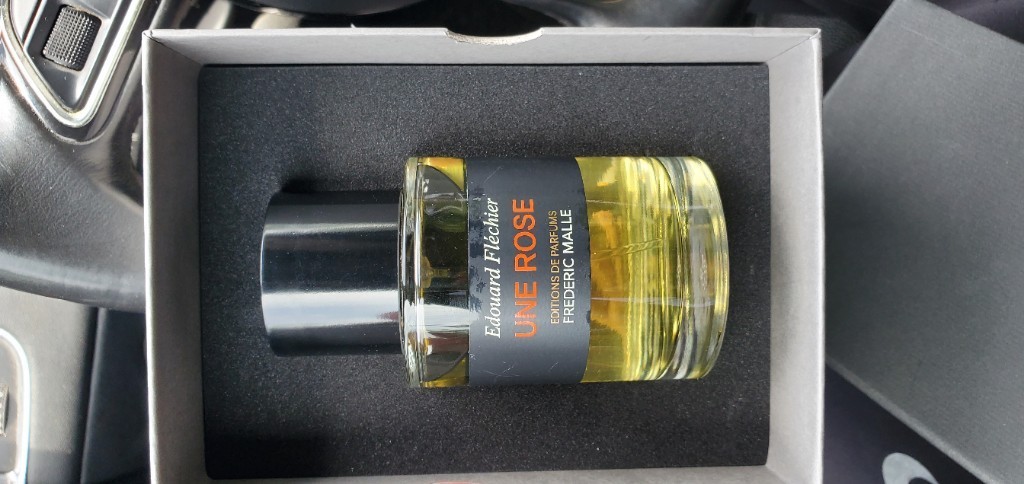 Edouard Fléchier
UNE ROSE
EDITIONS DE PARFUMS
FREDERIC MALLE